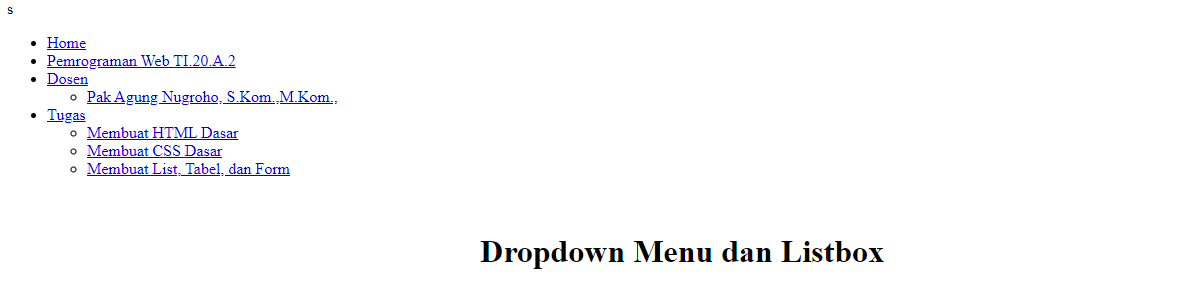 s
Home
Pemrograman Web TI.20.A.2
Dosen
Pak Agung Nugroho, S.Kom.,M.Kom.,
Tugas
Membuat HTML Dasar
Membuat CSS Dasar
Membuat List, Tabel, dan Form
Dropdown Menu dan Listbox